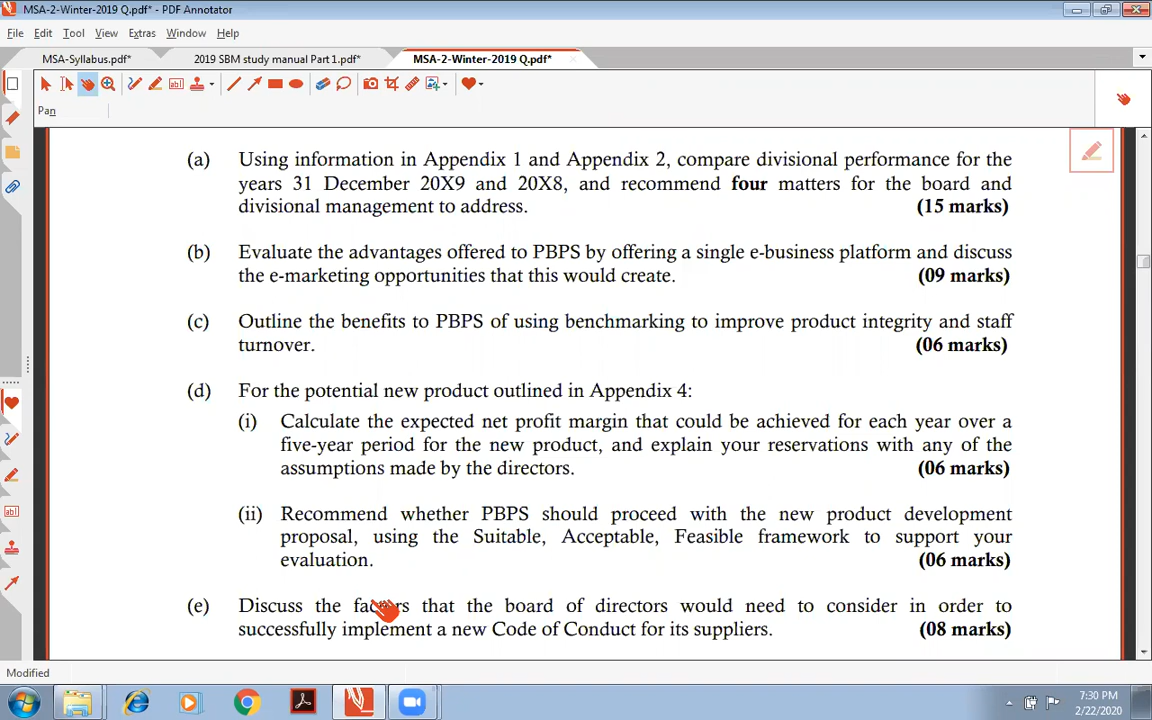 MSA-2-Winter-2019 Q.pdf* - PDF Annotator
File Edit Tool View Extras Window Help
MSA-Syllabus.pdf* 2019 SBM study manual Part 1.pdf* MSA-2-Winter-2019 Q.pdf*
Pan
(a) Using information in Appendix 1 and Appendix 2, compare divisional performance for the
years 31 December 20X9 and 20X8, and recommend four matters for the board and
divisional management to address. (15 marks)
(b) Evaluate the advantages offered to PBPS by offering a single e-business platform and discuss
the e-marketing opportunities that this would create. (09 marks)
(c) Outline the benefits to PBPS of using benchmarking to improve product integrity and staff
turnover. (06 marks)
(d) For the potential new product outlined in Appendix 4:
(i) Calculate the expected net profit margin that could be achieved for each year over a
five-year period for the new product, and explain your reservations with any of the
assumptions made by the directors. (06 marks)
(ii) Recommend whether PBPS should proceed with the new product development
proposal, using the Suitable, Acceptable, Feasible framework to support your
evaluation. (06 marks)
(e) Discuss the factors that the board of directors would need to consider in order to
successfully implement a new Code of Conduct for its suppliers. (08 marks)
Modified
7:30 PM
2/22/2020